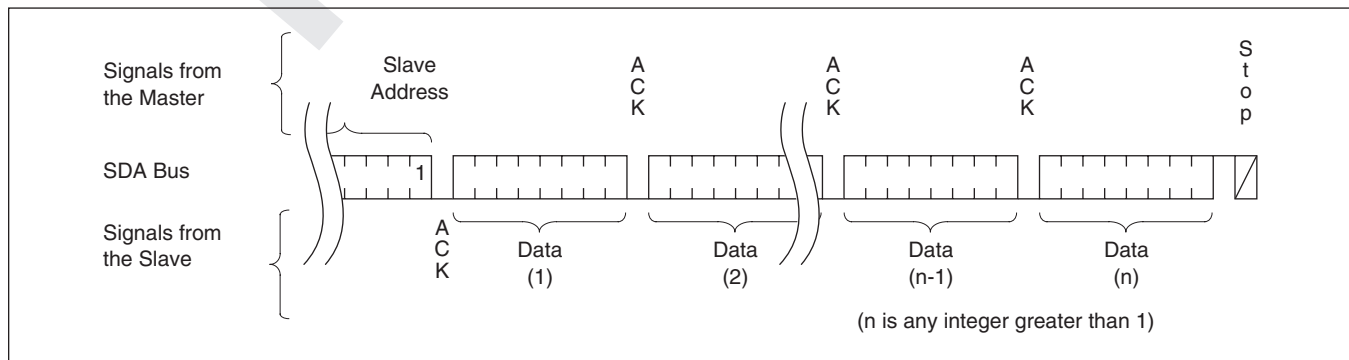 Signals from
the Master
Slave
Address
A
C
K
A
C
K
A
C
K
S
t
o
p
SDA Bus
1
Signals from
the Slave
A
C
K
Data
(1)
Data
(2)
Data
(n-1)
Data
(n)
(n is any integer greater than 1)